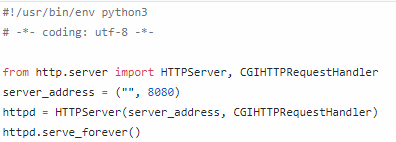 #!/usr/bin/env python3
# -*- coding: utf-8 -*-
from http.server import HTTPServer, CGIHTTPRequestHandler
server_address = ("", 8080)
httpd = HTTPServer(server_address, CGIHTTPRequestHandler)
httpd.serve_forever()